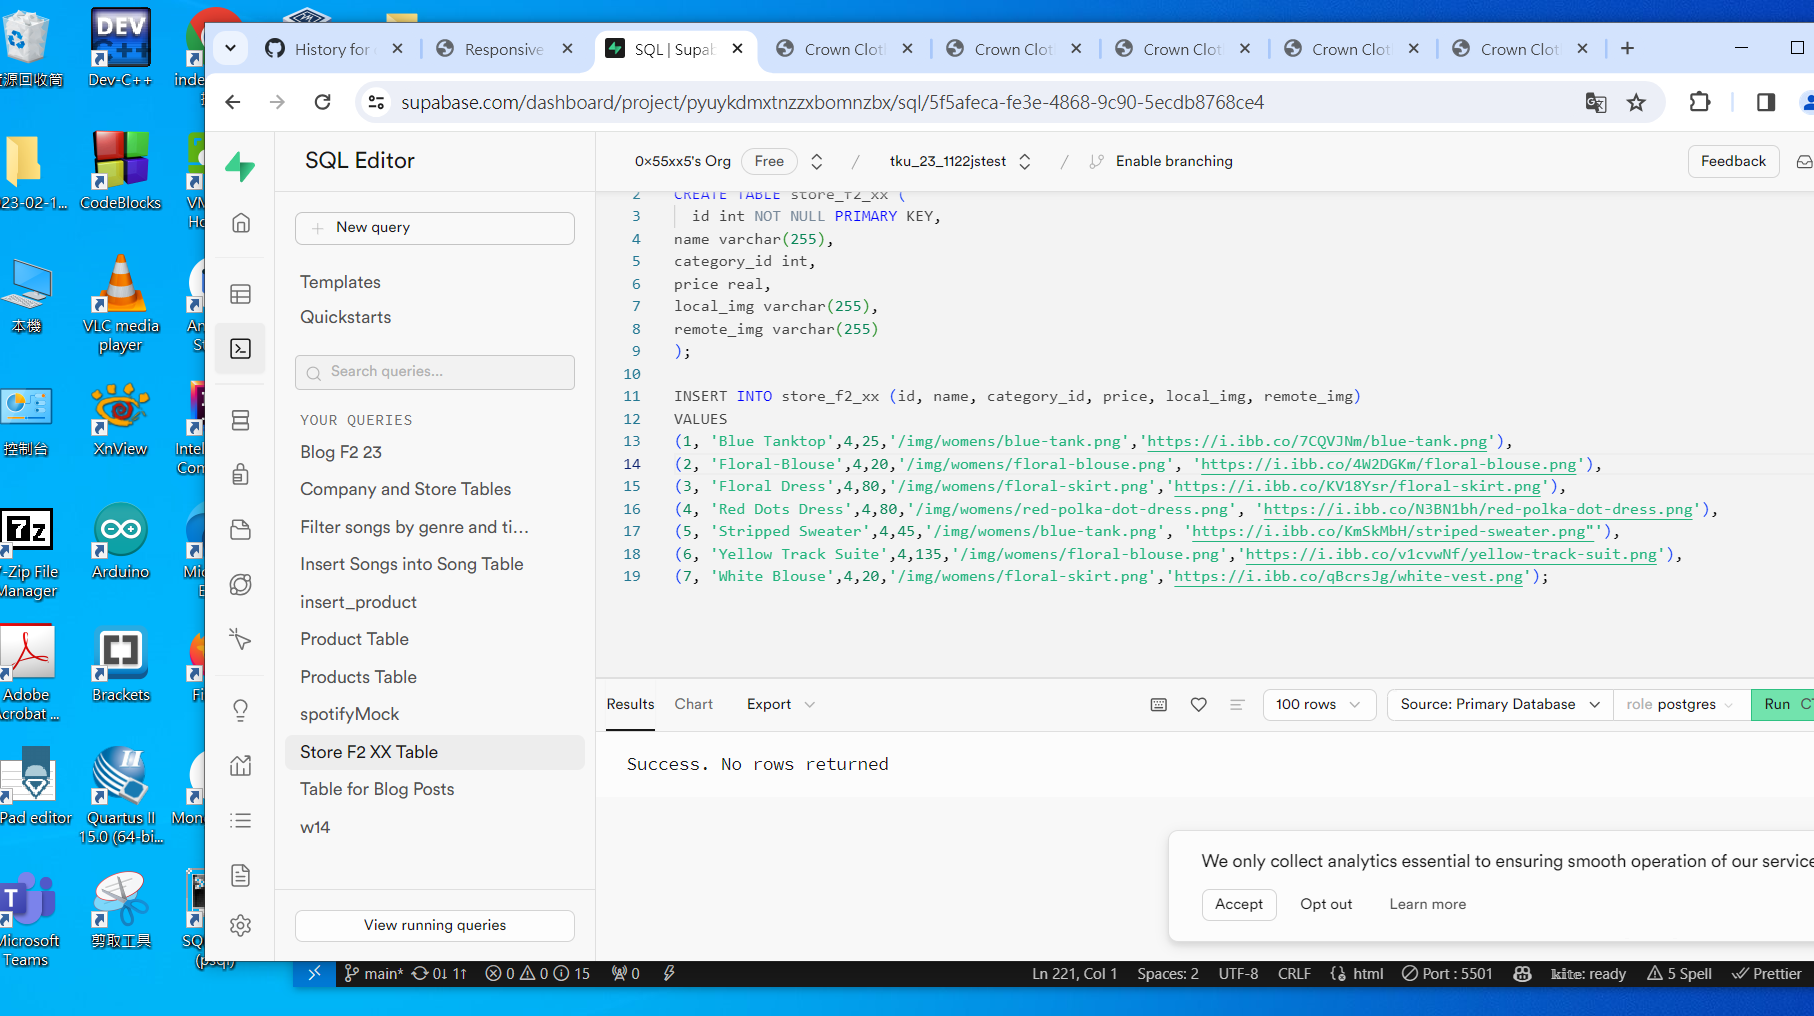 History for
Responsive
SQL | Supab
Crown Clot
Crown Clot
Crown Clot
Crown Clot
Crown Clot
supabase.com/dashboard/project/pyuykdmxtnzzxbomnzbx/sql/5f5afeca-fe3e-4868-9c90-5ecdb8768ce4
SQL Editor
0x55xx5's Org Free / tku_23_1122jstest / Enable branching
Feedback
New query
Templates
Quickstarts
Search queries...
YOUR QUERIES
Blog F2 23
Company and Store Tables
Filter songs by genre and ti...
Insert Songs into Song Table
insert_product
Product Table
Products Table
spotifyMock
Store F2 XX Table
Table for Blog Posts
w14
View running queries
2 CREATE TABLE store_f2_xx (
3 id int NOT NULL PRIMARY KEY,
4 name varchar(255),
5 category_id int,
6 price real,
7 local_img varchar(255),
8 remote_img varchar(255)
9 );
10
11 INSERT INTO store_f2_xx (id, name, category_id, price, local_img, remote_img)
12 VALUES
13 (1, 'Blue Tanktop',4,25,'/img/womens/blue-tank.png','https://i.ibb.co/7CQVJNm/blue-tank.png'),
14 (2, 'Floral-Blouse',4,20,'/img/womens/floral-blouse.png', 'https://i.ibb.co/4W2DGKm/floral-blouse.png'),
15 (3, 'Floral Dress',4,80,'/img/womens/floral-skirt.png','https://i.ibb.co/KV18Ysr/floral-skirt.png'),
16 (4, 'Red Dots Dress',4,80,'/img/womens/red-polka-dot-dress.png', 'https://i.ibb.co/N3BN1bh/red-polka-dot-dress.png'),
17 (5, 'Stripped Sweater',4,45,'/img/womens/blue-tank.png', 'https://i.ibb.co/KmSkMbH/striped-sweater.png"'),
18 (6, 'Yellow Track Suite',4,135,'/img/womens/floral-blouse.png','https://i.ibb.co/v1cvwNf/yellow-track-suit.png'),
19 (7, 'White Blouse',4,20,'/img/womens/floral-skirt.png','https://i.ibb.co/qBcrsJg/white-vest.png');
Results Chart Export
100 rows
Source: Primary Database
role postgres
Run CT
Success. No rows returned
We only collect analytics essential to ensuring smooth operation of our service
Accept Opt out Learn more
main* 0↓ 1↑ 0 0 15 0
Ln 221, Col 1 Spaces: 2 UTF-8 CRLF html Port : 5501 kite: ready 5 Spell Prettier
DEV
C++
資源回收筒
Dev-C++
inde
23-02-1...
CodeBlocks
VM
Ho
本機
VLC media
player
An
St
控制台
XnView
Intel
Com
7z
7-Zip File
Manager
Arduino
Mic
E
Adobe
Acrobat ...
Brackets
Fi
Pad editor
Quartus II
15.0 (64-bi...
Mon
T
Microsoft
Teams
剪取工具
SQ
(psql)